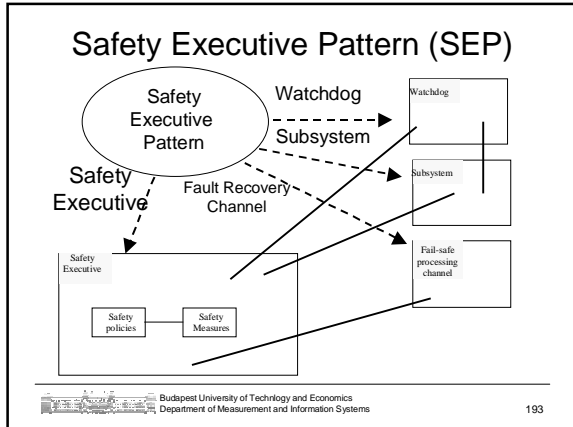 Safety Executive Pattern (SEP)
Safety
Executive
Pattern
Watchdog
Subsystem
Safety
Executive
Fault Recovery
Channel
Watchdog
Subsystem
Fail-safe
processing
channel
Safety
Executive
Safety
policies
Safety
Measures
Budapest University of Technlogy and Economics
Department of Measurement and Information Systems
193